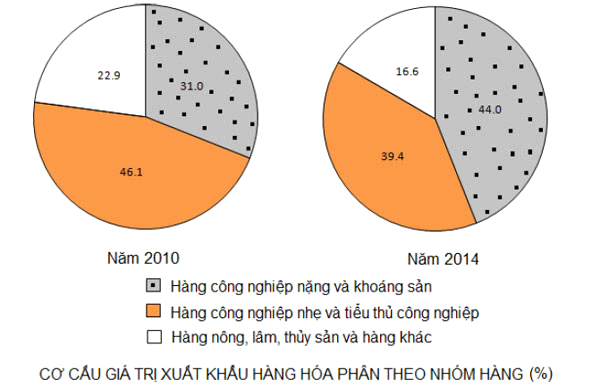 22.9
31.0
46.1
16.6
44.0
39.4
Năm 2010
Năm 2014
Hàng công nghiệp nặng và khoáng sản
Hàng công nghiệp nhẹ và tiểu thủ công nghiệp
Hàng nông, lâm, thủy sản và hàng khác
CƠ CẤU GIÁ TRỊ XUẤT KHẨU HÀNG HÓA PHÂN THEO NHÓM HÀNG (%)